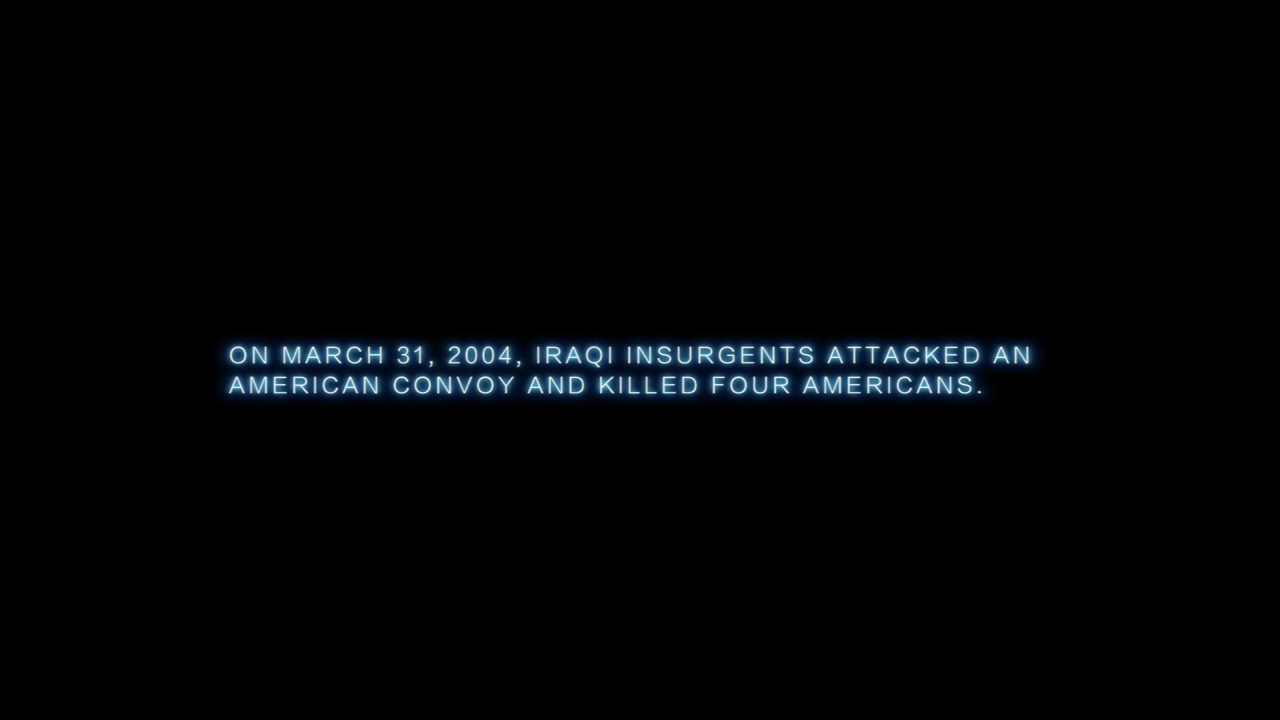 ON MARCH 31, 2004, IRAQI INSURGENTS ATTACKED AN
AMERICAN CONVOY AND KILLED FOUR AMERICANS.